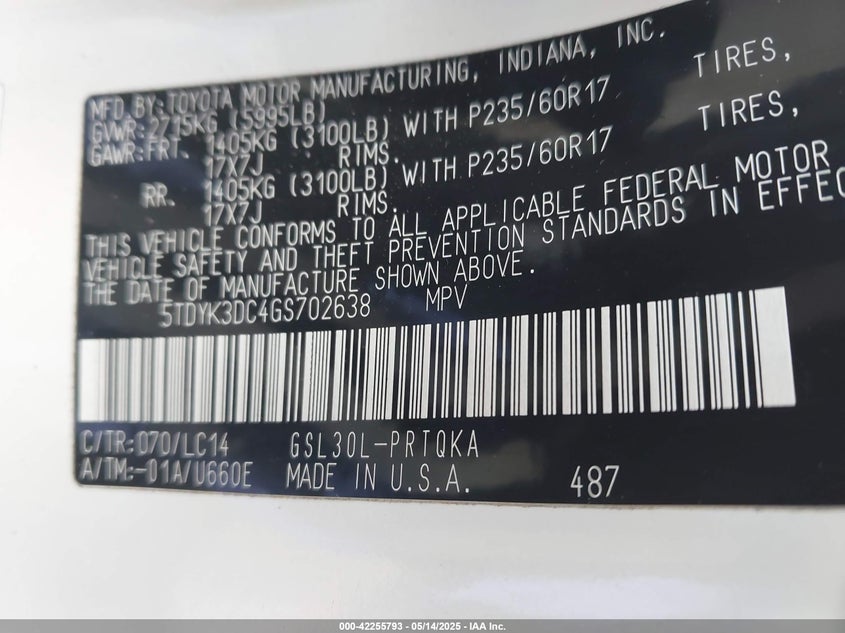 MFD. BY: TOYOTA MOTOR MANUFACTURING, INDIANA, INC.
GVWR: 2715KG (5995LB)
GAWR: FRT. 1405KG (3100LB) WITH P235/60R17 TIRES,
17X7J RIMS.
RR. 1405KG (3100LB) WITH P235/60R17 TIRES,
17X7J RIMS.
THIS VEHICLE CONFORMS TO ALL APPLICABLE FEDERAL MOTOR
VEHICLE SAFETY AND THEFT PREVENTION STANDARDS IN EFFEC
THE DATE OF MANUFACTURE SHOWN ABOVE.
5TDYK3DC4GS702638 MPV
C/TR: 070/LC14 GSL30L-PRTQKA
A/TM: -01A/U660E MADE IN U.S.A. 487
000-42255793 - 05/14/2025 - IAA Inc.